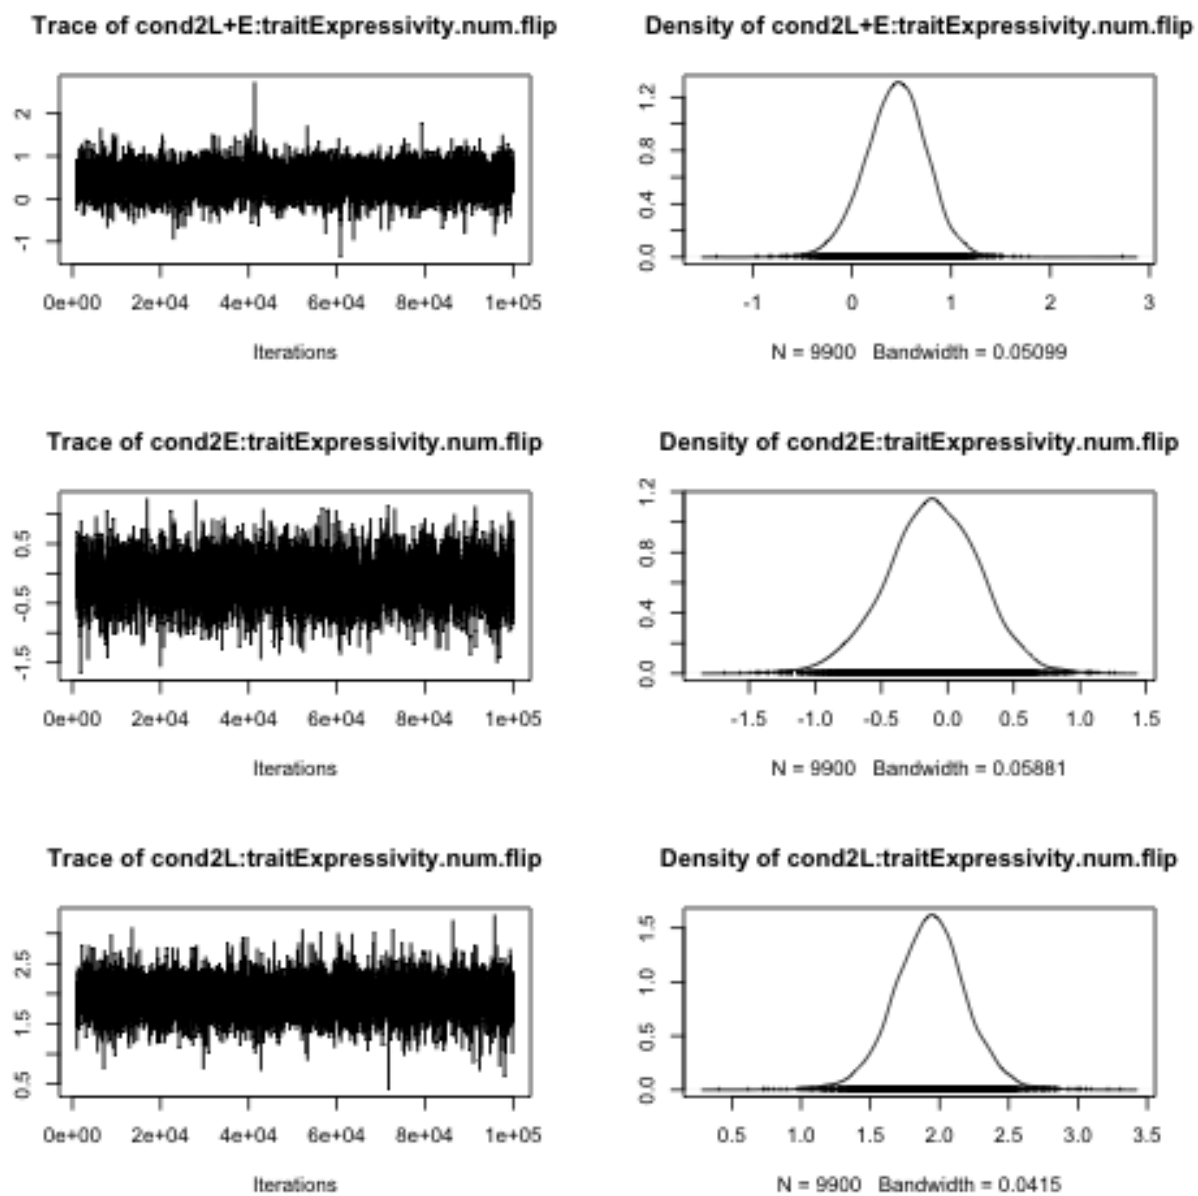 Trace of cond2L+E:traitExpressivity.num.flip
-1 0 1 2
0e+00 2e+04 4e+04 6e+04 8e+04 1e+05
Iterations
Density of cond2L+E:traitExpressivity.num.flip
0.0 0.4 0.8 1.2
-1 0 1 2 3
N = 9900 Bandwidth = 0.05099
Trace of cond2E:traitExpressivity.num.flip
-1.5 -0.5 0.5
0e+00 2e+04 4e+04 6e+04 8e+04 1e+05
Iterations
Density of cond2E:traitExpressivity.num.flip
0.0 0.4 0.8 1.2
-1.5 -1.0 -0.5 0.0 0.5 1.0 1.5
N = 9900 Bandwidth = 0.05881
Trace of cond2L:traitExpressivity.num.flip
0.5 1.5 2.5
0e+00 2e+04 4e+04 6e+04 8e+04 1e+05
Iterations
Density of cond2L:traitExpressivity.num.flip
0.0 0.5 1.0 1.5
0.5 1.0 1.5 2.0 2.5 3.0 3.5
N = 9900 Bandwidth = 0.0415